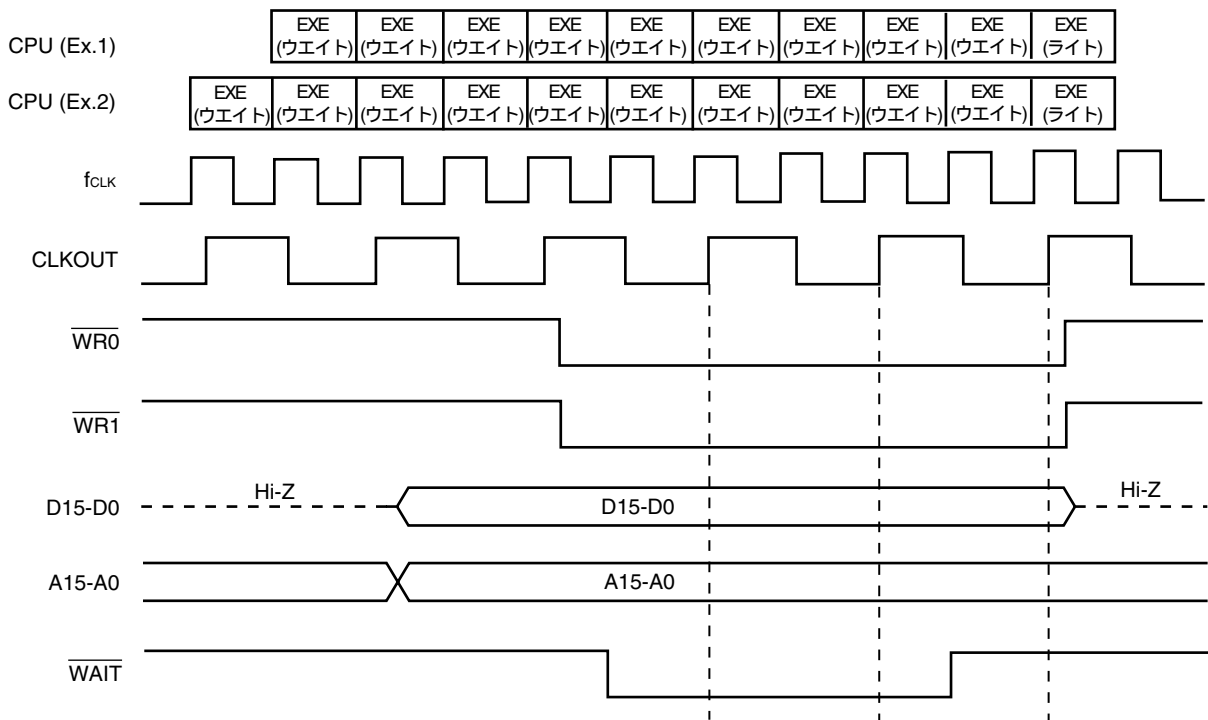 CPU (Ex.1)
EXE EXE EXE EXE EXE EXE EXE EXE EXE EXE
(ウエイト) (ウエイト) (ウエイト) (ウエイト) (ウエイト) (ウエイト) (ウエイト) (ウエイト) (ウエイト) (ライト)
CPU (Ex.2)
EXE EXE EXE EXE EXE EXE EXE EXE EXE EXE EXE
(ウエイト) (ウエイト) (ウエイト) (ウエイト) (ウエイト) (ウエイト) (ウエイト) (ウエイト) (ウエイト) (ウエイト) (ライト)
fCLK
CLKOUT
WR0
WR1
D15-D0 Hi-Z D15-D0 Hi-Z
A15-A0 A15-A0
WAIT